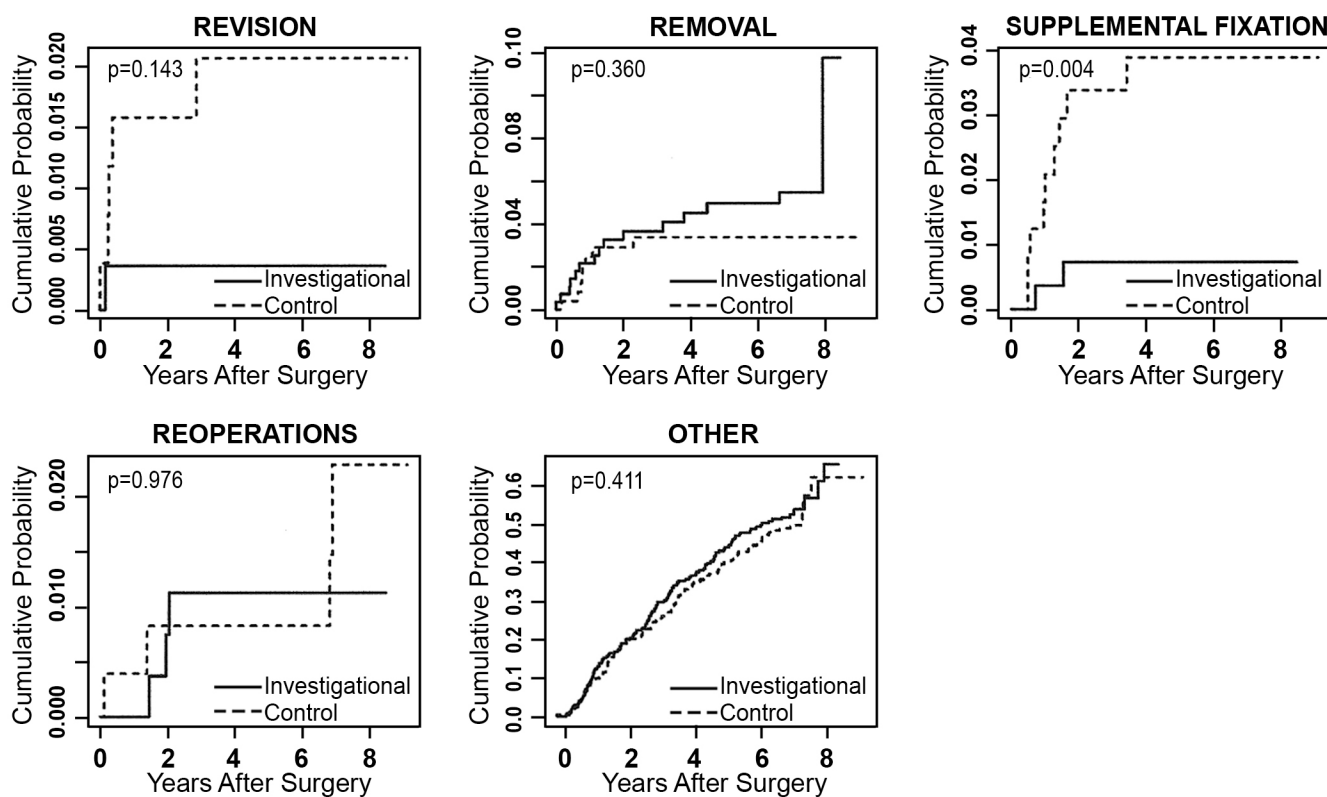 REVISION
p=0.143
Cumulative Probability
0.020
0.015
0.010
0.005
0.000
Investigational
Control
0 2 4 6 8
Years After Surgery
REMOVAL
p=0.360
Cumulative Probability
0.10
0.08
0.04
0.00
Investigational
Control
0 2 4 6 8
Years After Surgery
SUPPLEMENTAL FIXATION
p=0.004
Cumulative Probability
0.04
0.03
0.02
0.01
0.00
Investigational
Control
0 2 4 6 8
Years After Surgery
REOPERATIONS
p=0.976
Cumulative Probability
0.020
0.010
0.000
Investigational
Control
0 2 4 6 8
Years After Surgery
OTHER
p=0.411
Cumulative Probability
0.6
0.5
0.4
0.3
0.2
0.1
0.0
Investigational
Control
0 2 4 6 8
Years After Surgery